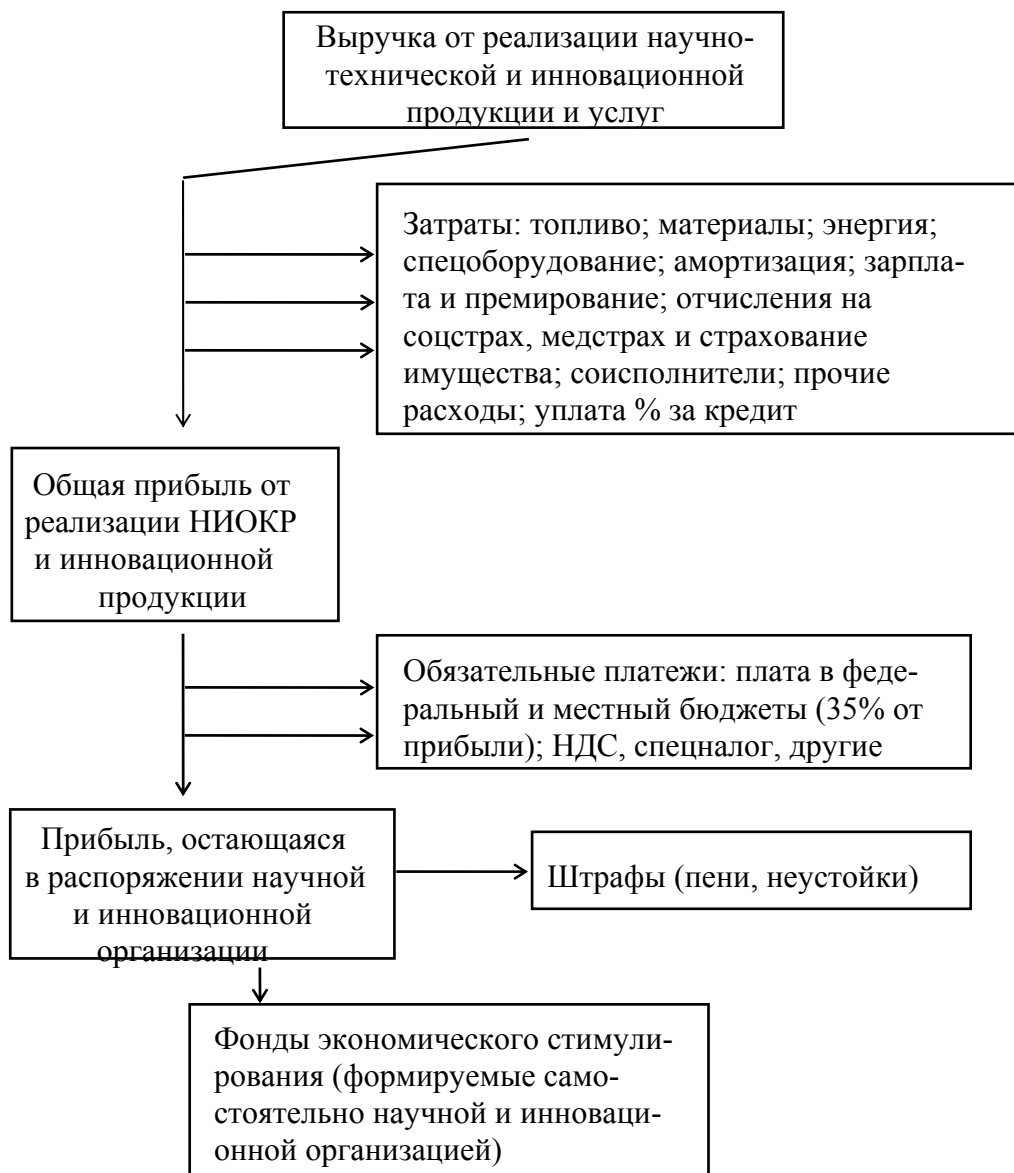 Выручка от реализации научно-
технической и инновационной
продукции и услуг
Затраты: топливо; материалы; энергия;
спецоборудование; амортизация; зарпла-
та и премирование; отчисления на
соцстрах, медстрах и страхование
имущества; соисполнители; прочие
расходы; уплата % за кредит
Общая прибыль от
реализации НИОКР
и инновационной
продукции
Обязательные платежи: плата в феде-
ральный и местный бюджеты (35% от
прибыли); НДС, спецналог, другие
Прибыль, остающаяся
в распоряжении научной
и инновационной
организации
Штрафы (пени, неустойки)
Фонды экономического стимули-
рования (формируемые само-
стоятельно научной и инноваци-
онной организацией)